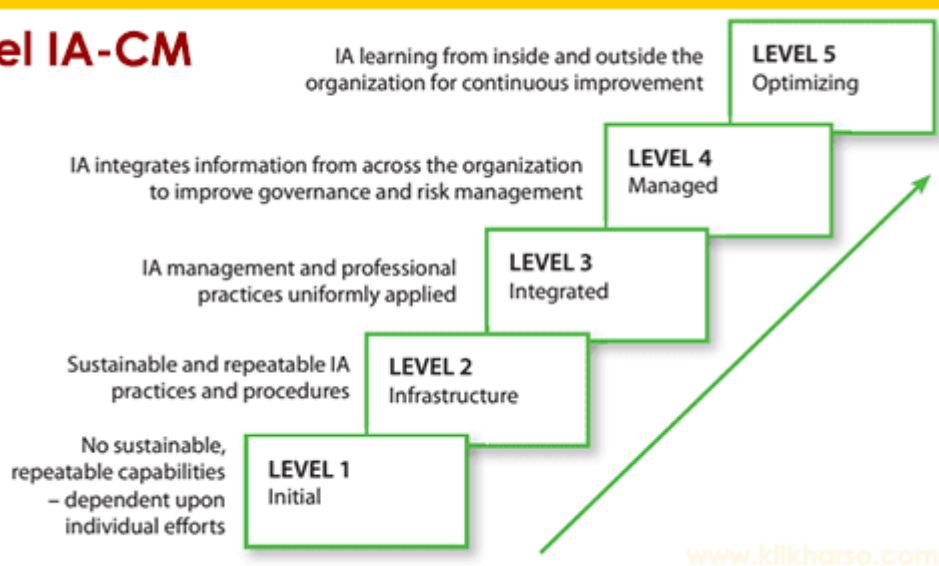 el IA-CM
IA learning from inside and outside the
organization for continuous improvement
LEVEL 5
Optimizing
IA integrates information from across the organization
to improve governance and risk management
LEVEL 4
Managed
IA management and professional
practices uniformly applied
LEVEL 3
Integrated
Sustainable and repeatable IA
practices and procedures
LEVEL 2
Infrastructure
No sustainable,
repeatable capabilities
– dependent upon
individual efforts
LEVEL 1
Initial
www.klikharso.com